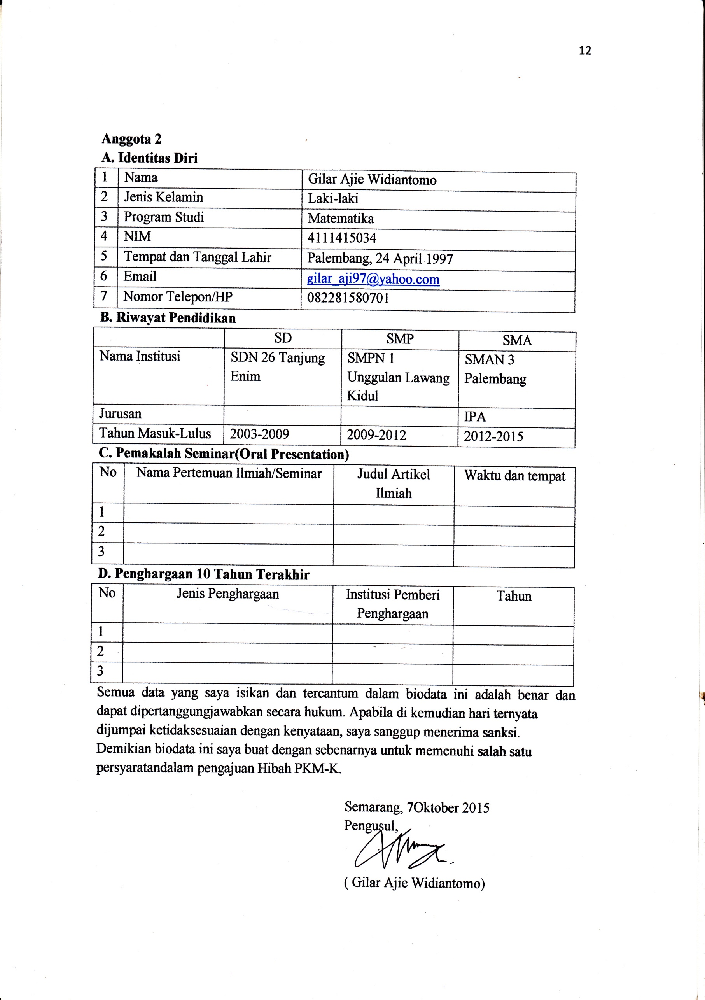 12
Anggota 2
A. Identitas Diri
1 Nama Gilar Ajie Widiantomo
2 Jenis Kelamin Laki-laki
3 Program Studi Matematika
4 NIM 4111415034
5 Tempat dan Tanggal Lahir Palembang, 24 April 1997
6 Email gilar_aji97@yahoo.com
7 Nomor Telepon/HP 082281580701
B. Riwayat Pendidikan
SD SMP SMA
Nama Institusi SDN 26 Tanjung SMPN 1 SMAN 3
Enim Unggulan Lawang Palembang
Kidul
Jurusan IPA
Tahun Masuk-Lulus 2003-2009 2009-2012 2012-2015
C. Pemakalah Seminar(Oral Presentation)
No Nama Pertemuan Ilmiah/Seminar Judul Artikel Waktu dan tempat
Ilmiah
1
2
3
D. Penghargaan 10 Tahun Terakhir
No Jenis Penghargaan Institusi Pemberi Tahun
Penghargaan
1
2
3
Semua data yang saya isikan dan tercantum dalam biodata ini adalah benar dan
dapat dipertanggungjawabkan secara hukum. Apabila di kemudian hari ternyata
dijumpai ketidaksesuaian dengan kenyataan, saya sanggup menerima sanksi.
Demikian biodata ini saya buat dengan sebenarnya untuk memenuhi salah satu
persyaratandalam pengajuan Hibah PKM-K.
Semarang, 7Oktober 2015
Pengusul,
( Gilar Ajie Widiantomo)